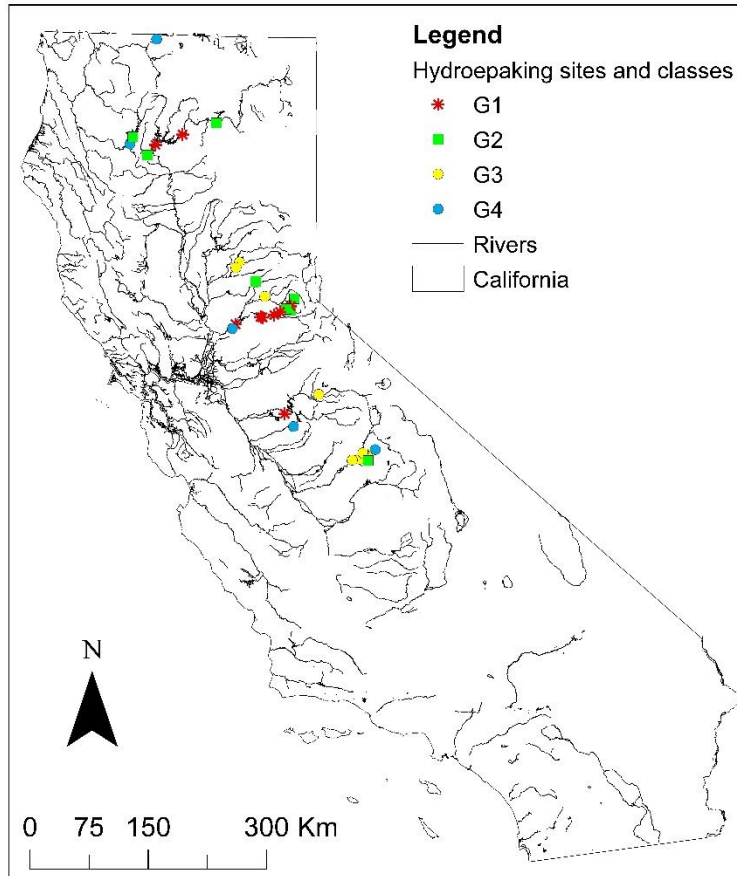 Legend
Hydroepaking sites and classes
G1
G2
G3
G4
Rivers
California
N
0 75 150 300 Km